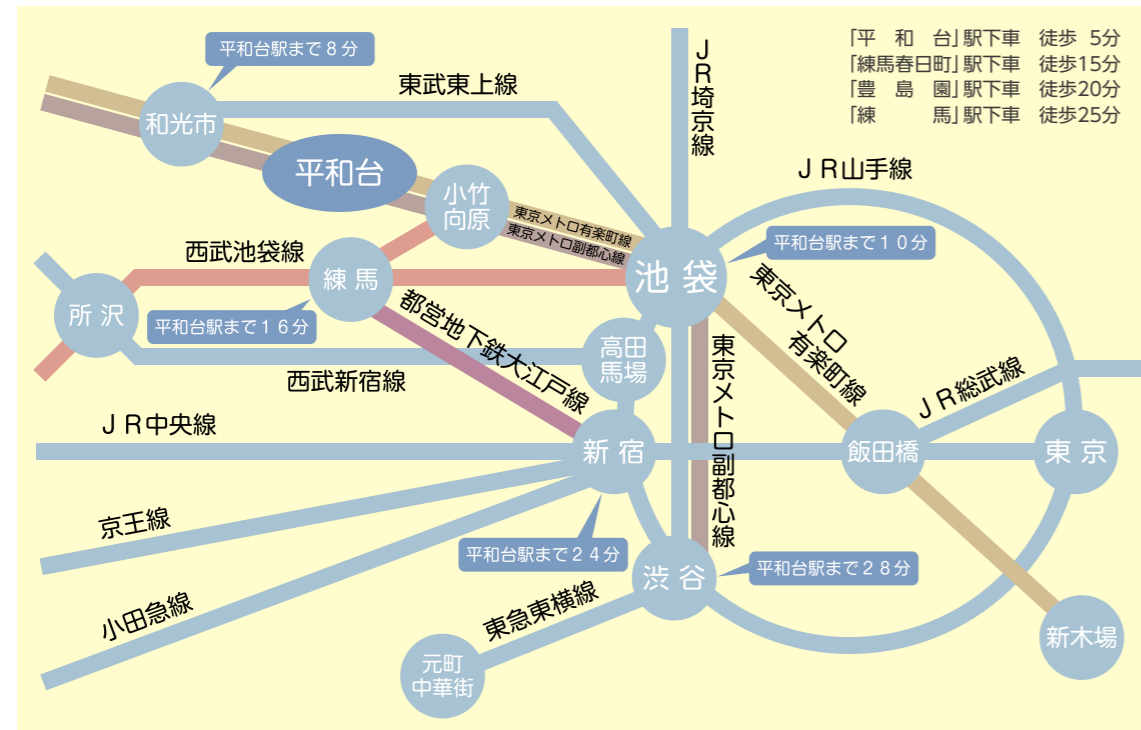 「平和台」駅下車 徒歩 5分
「練馬春日町」駅下車 徒歩15分
「豊島園」駅下車 徒歩20分
「練馬」駅下車 徒歩25分
平和台駅まで8分
東武東上線
JR埼京線
和光市
平和台
小竹
向原
東京メトロ有楽町線
東京メトロ副都心線
JR山手線
平和台駅まで10分
西武池袋線
練馬
池袋
所沢
平和台駅まで16分
都営地下鉄大江戸線
高田
馬場
東京メトロ
有楽町線
西武新宿線
東京メトロ副都心線
JR総武線
JR中央線
新宿
飯田橋
東京
京王線
平和台駅まで24分
渋谷
平和台駅まで28分
小田急線
東急東横線
元町
中華街
新木場